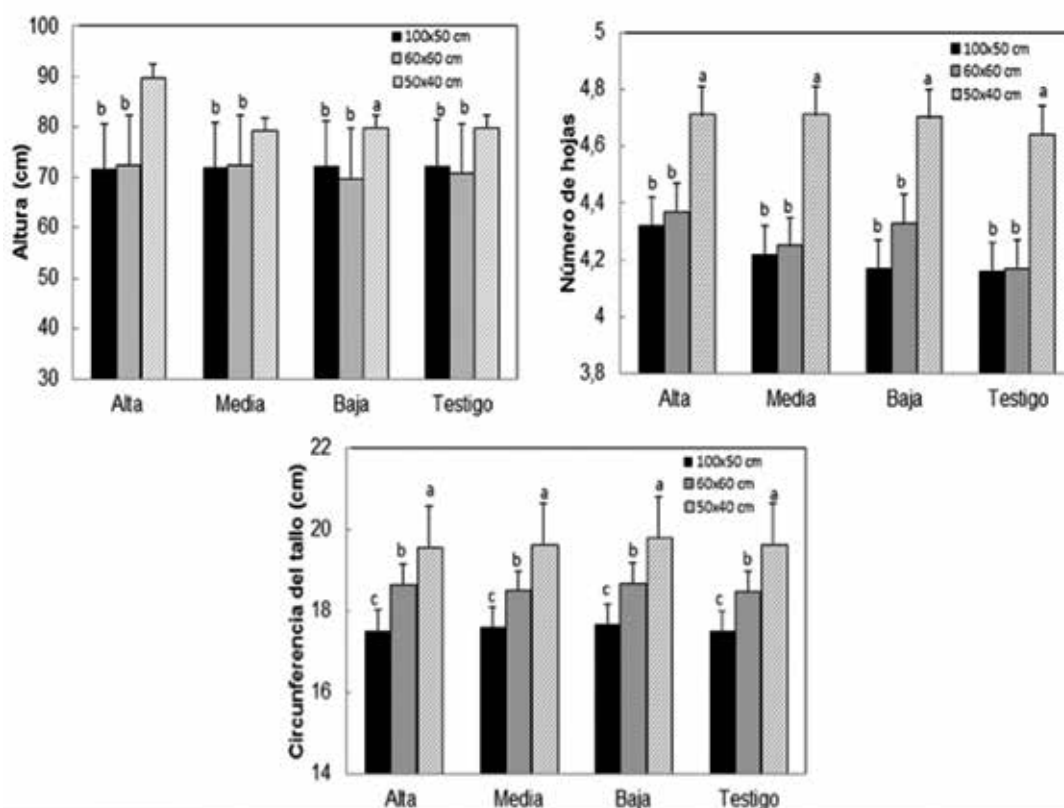 Altura (cm)
100
90
80
70
60
50
40
30
100x50 cm
60x60 cm
50x40 cm
b b
b b
b b a
b b
Alta Media Baja Testigo
Número de hojas
5
4,8
4,6
4,4
4,2
4
3,8
100x50 cm
60x60 cm
50x40 cm
b b a
b b a
b b a
b b a
Alta Media Baja Testigo
Circunferencia del tallo (cm)
22
20
18
16
14
100x50 cm
60x60 cm
50x40 cm
c b a
c b a
c b a
c b a
Alta Media Baja Testigo